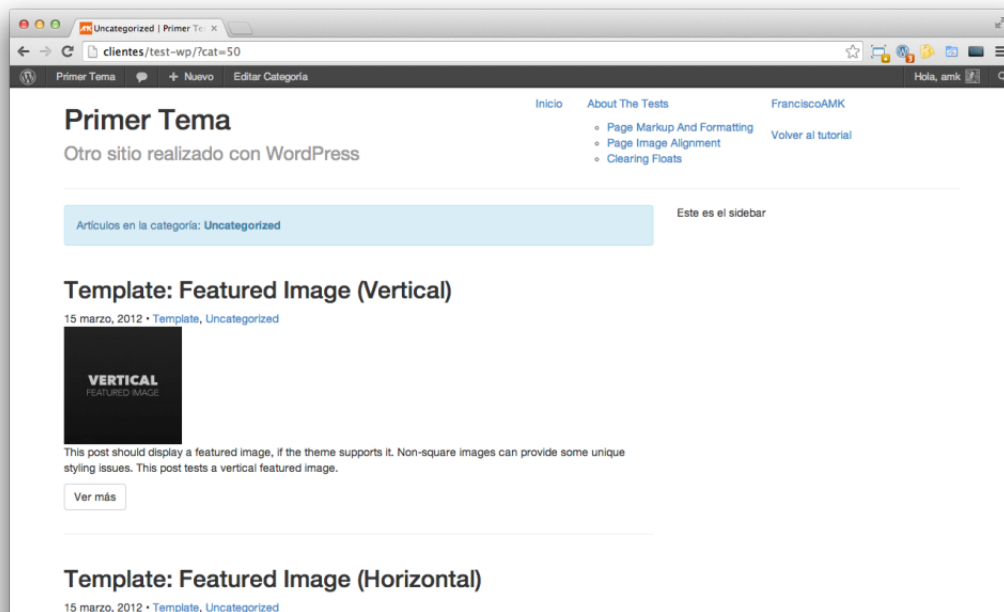 Uncategorized | Primer Te
clientes/test-wp/?cat=50
Primer Tema + Nuevo Editar Categoría Hola, amk
Primer Tema
Otro sitio realizado con WordPress
Inicio
About The Tests
Page Markup And Formatting
Page Image Alignment
Clearing Floats
FranciscoAMK
Volver al tutorial
Artículos en la categoría: Uncategorized
Este es el sidebar
Template: Featured Image (Vertical)
15 marzo, 2012 • Template, Uncategorized
VERTICAL
FEATURED IMAGE
This post should display a featured image, if the theme supports it. Non-square images can provide some unique
styling issues. This post tests a vertical featured image.
Ver más
Template: Featured Image (Horizontal)
15 marzo, 2012 • Template, Uncategorized